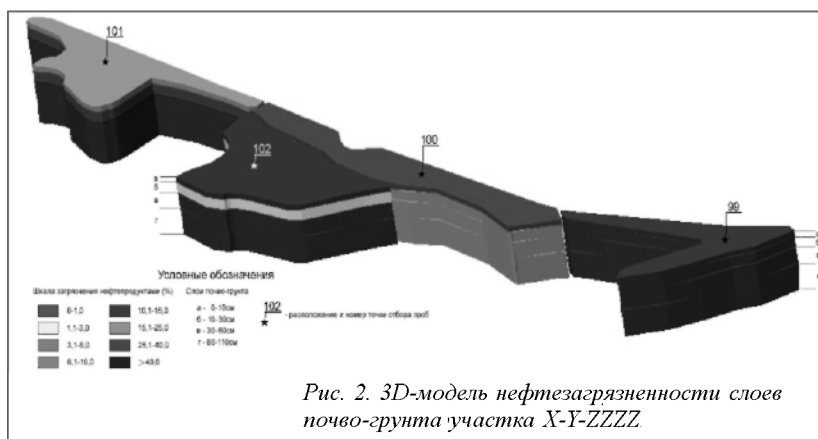 101
102
100
99
а
б
в
г
Условные обозначения
Шкала загрязнения нефтепродуктами (%)
Слои почво-грунта
0-1,0
10,1-15,0
1,1-3,0
15,1-25,0
3,1-6,0
25,1-40,0
6,1-10,0
>40,0
а - 0-10см
б - 10-30см
в - 30-60см
г - 60-110см
102
- расположение и номер точки отбора проб
Рис. 2. 3D-модель нефтезагрязненности слоев
почво-грунта участка X-Y-ZZZZ